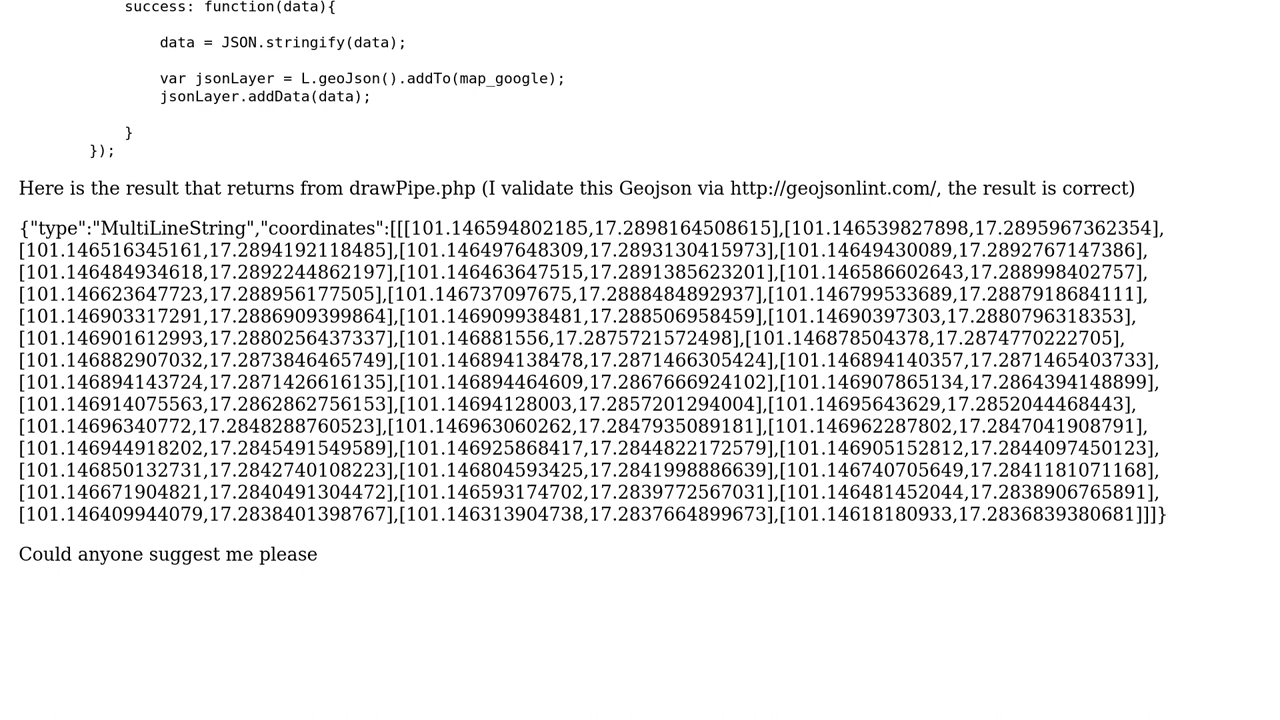 success: function(data){
data = JSON.stringify(data);
var jsonLayer = L.geoJson().addTo(map_google);
jsonLayer.addData(data);
}
});
Here is the result that returns from drawPipe.php (I validate this Geojson via http://geojsonlint.com/, the result is correct)
{"type":"MultiLineString","coordinates":[[[101.146594802185,17.2898164508615],[101.146539827898,17.2895967362354],
[101.146516345161,17.2894192118485],[101.146497648309,17.2893130415973],[101.14649430089,17.2892767147386],
[101.146484934618,17.2892244862197],[101.146463647515,17.2891385623201],[101.146586602643,17.288998402757],
[101.146623647723,17.288956177505],[101.146737097675,17.2888484892937],[101.146799533689,17.2887918684111],
[101.146903317291,17.2886909399864],[101.146909938481,17.288506958459],[101.14690397303,17.2880796318353],
[101.146901612993,17.2880256437337],[101.146881556,17.2875721572498],[101.146878504378,17.2874770222705],
[101.146882907032,17.2873846465749],[101.146894138478,17.2871466305424],[101.146894140357,17.2871465403733],
[101.146894143724,17.2871426616135],[101.146894464609,17.2867666924102],[101.146907865134,17.2864394148899],
[101.146914075563,17.2862862756153],[101.14694128003,17.2857201294004],[101.14695643629,17.2852044468443],
[101.14696340772,17.2848288760523],[101.146963060262,17.2847935089181],[101.146962287802,17.2847041908791],
[101.146944918202,17.2845491549589],[101.146925868417,17.2844822172579],[101.146905152812,17.2844097450123],
[101.146850132731,17.2842740108223],[101.146804593425,17.2841998886639],[101.146740705649,17.2841181071168],
[101.146671904821,17.2840491304472],[101.146593174702,17.2839772567031],[101.146481452044,17.2838906765891],
[101.146409944079,17.2838401398767],[101.146313904738,17.2837664899673],[101.14618180933,17.2836839380681]]]}
Could anyone suggest me please